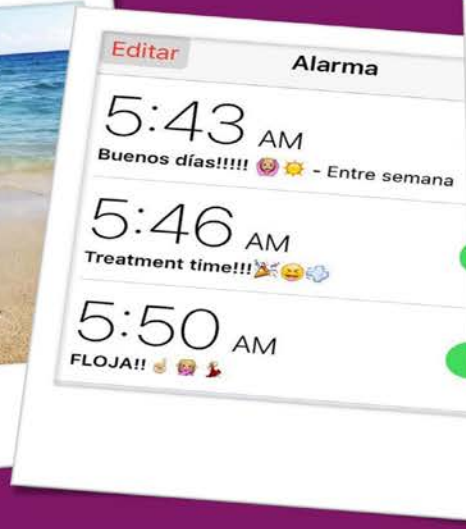 Editar
Alarma
5:43 AM
Buenos días!!!!! 🙆🏼☀️ - Entre semana
5:46 AM
Treatment time!!!🎉😆💨
5:50 AM
FLOJA!! ☝🏼💆🏼💃